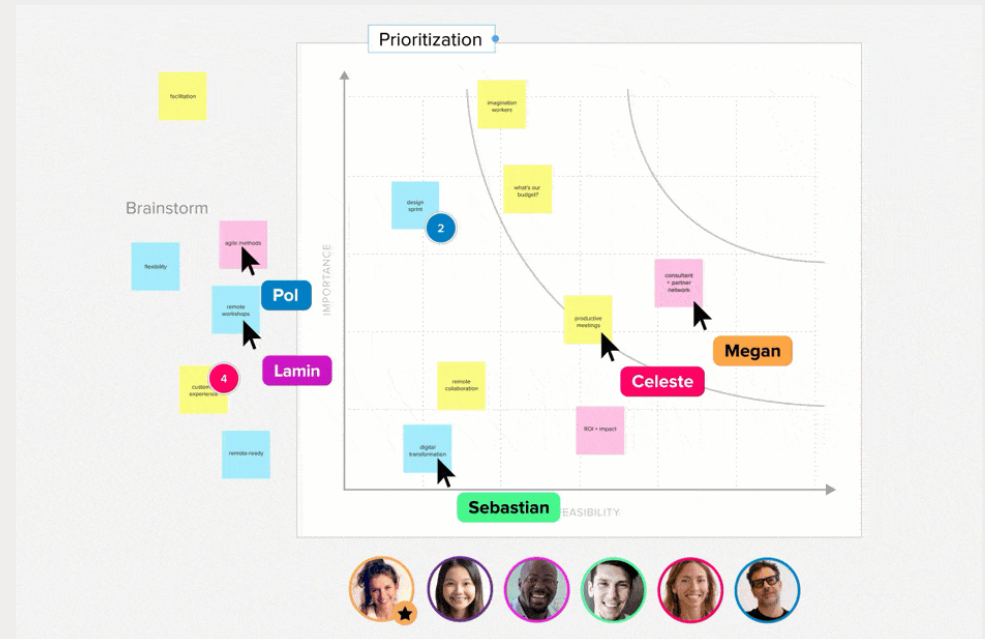 Prioritization
facilitation
imagination
workers
what's our
budget?
design
sprint
2
Brainstorm
agile methods
flexibility
IMPORTANCE
consultant
+ partner
network
Pol
remote
workshops
productive
meetings
Megan
Lamin
Celeste
4
custom
experience
remote
collaboration
ROI + impact
remote-ready
digital
transformation
Sebastian
EASIBILITY